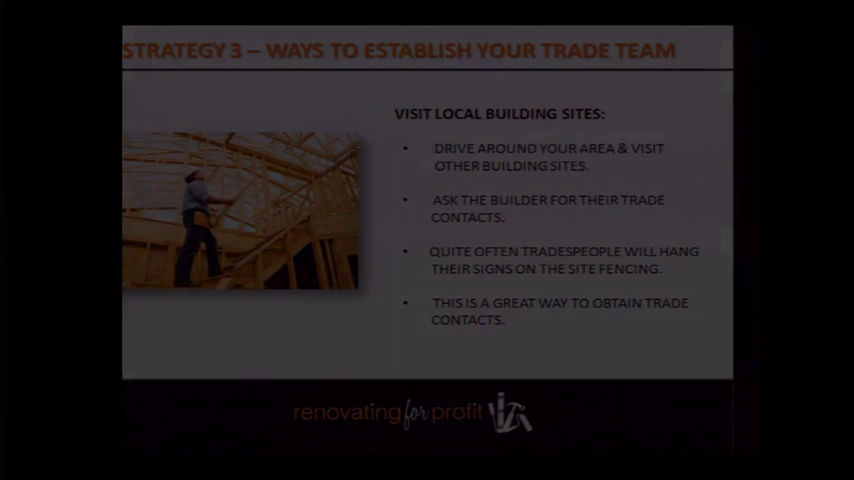 STRATEGY 3 – WAYS TO ESTABLISH YOUR TRADE TEAM
VISIT LOCAL BUILDING SITES:
• DRIVE AROUND YOUR AREA & VISIT
OTHER BUILDING SITES.
• ASK THE BUILDER FOR THEIR TRADE
CONTACTS.
• QUITE OFTEN TRADESPEOPLE WILL HANG
THEIR SIGNS ON THE SITE FENCING.
• THIS IS A GREAT WAY TO OBTAIN TRADE
CONTACTS.
renovating for profit